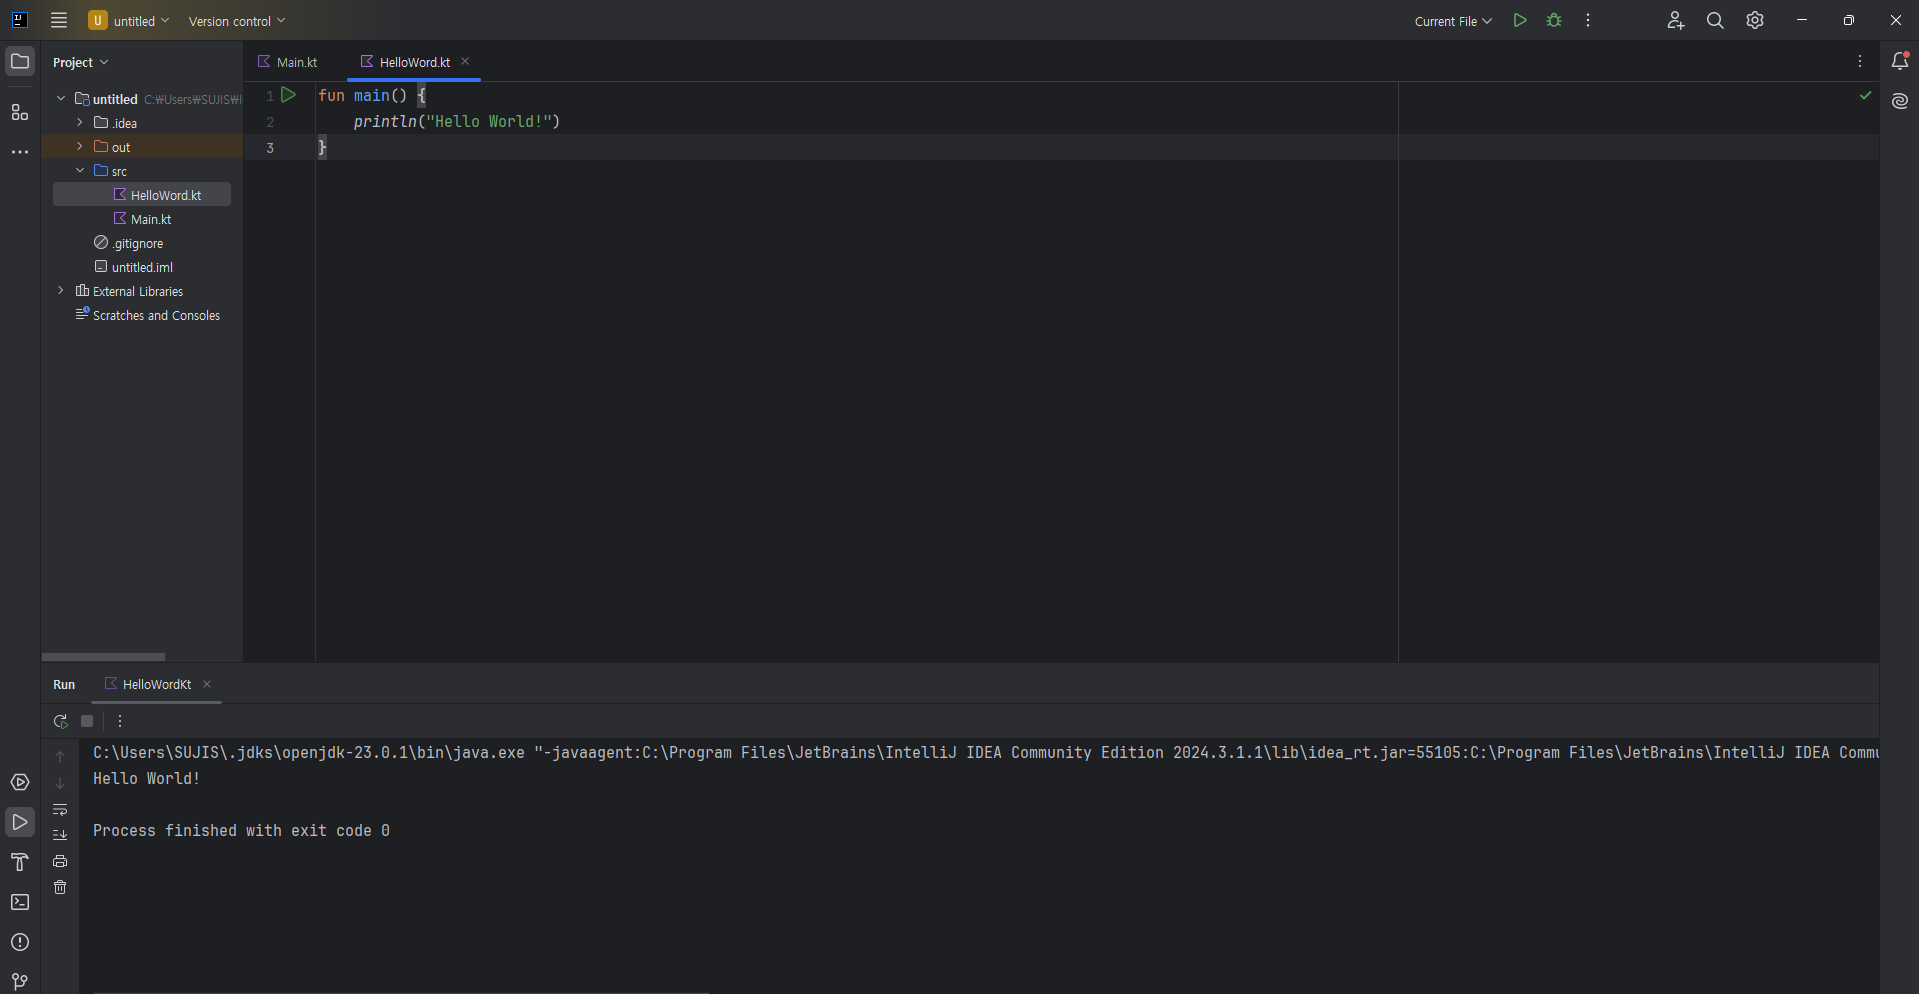 untitled
Version control
Current File
Project
Main.kt
HelloWord.kt
untitled C:₩Users₩SUJIS₩I
.idea
out
src
HelloWord.kt
Main.kt
.gitignore
untitled.iml
External Libraries
Scratches and Consoles
1 fun main() {
2 println("Hello World!")
3 }
Run
HelloWordKt
C:\Users\SUJIS\.jdks\openjdk-23.0.1\bin\java.exe "-javaagent:C:\Program Files\JetBrains\IntelliJ IDEA Community Edition 2024.3.1.1\lib\idea_rt.jar=55105:C:\Program Files\JetBrains\IntelliJ IDEA Comm
Hello World!
Process finished with exit code 0